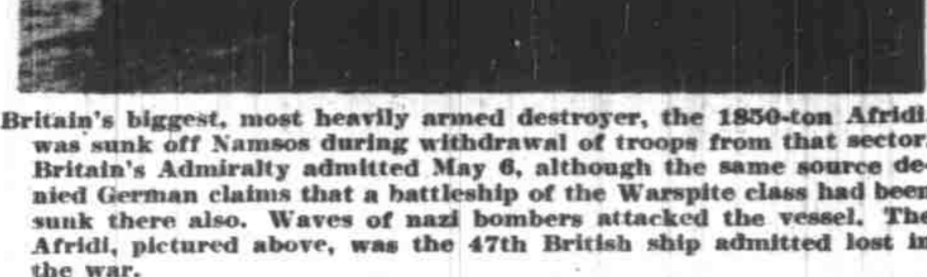 Britain's biggest, most heavily armed destroyer, the 1850-ton Afridi,
was sunk off Namsos during withdrawal of troops from that sector,
Britain's Admiralty admitted May 6, although the same source de-
nied German claims that a battleship of the Warspite class had been
sunk there also. Waves of nazi bombers attacked the vessel. The
Afridi, pictured above, was the 47th British ship admitted lost in
the war.